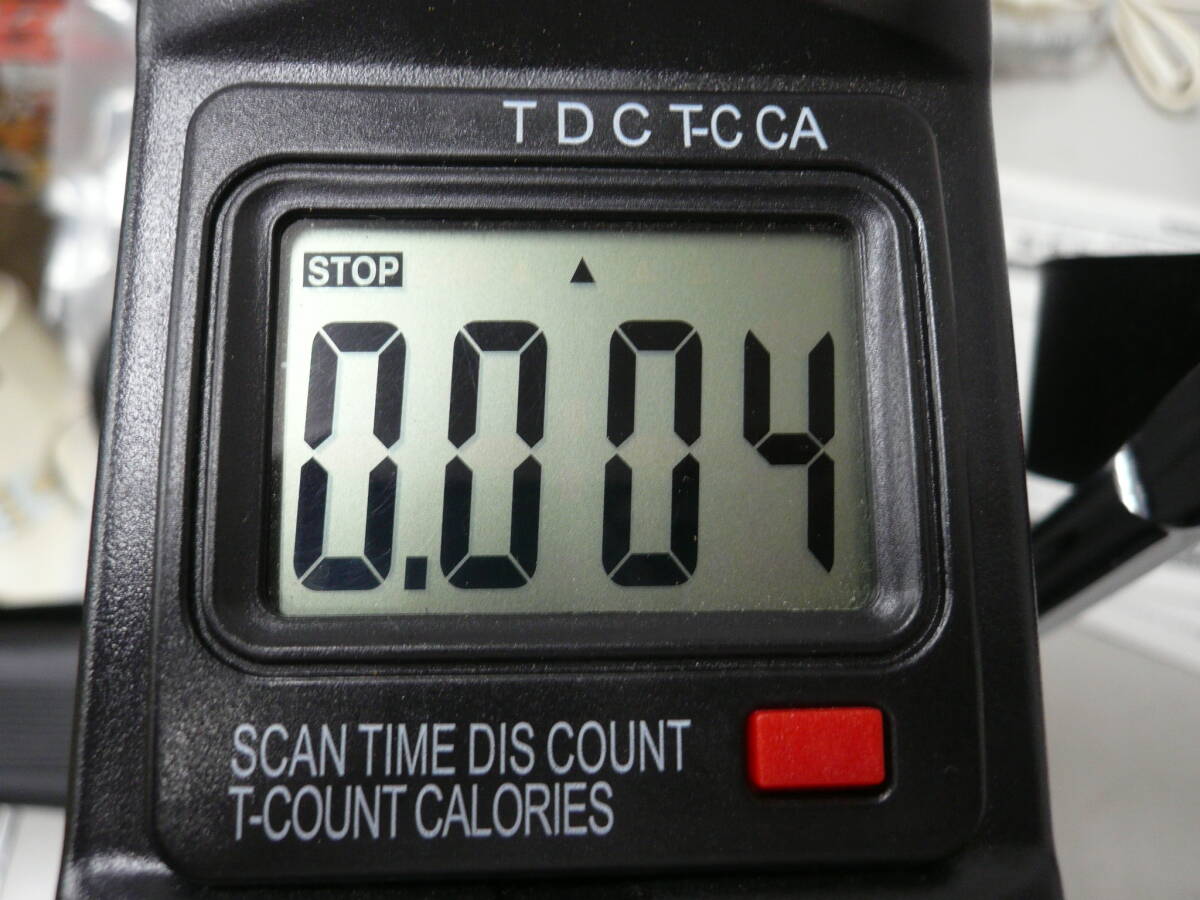 T D C T-C CA
STOP
0.004
SCAN TIME DIS COUNT
T-COUNT CALORIES